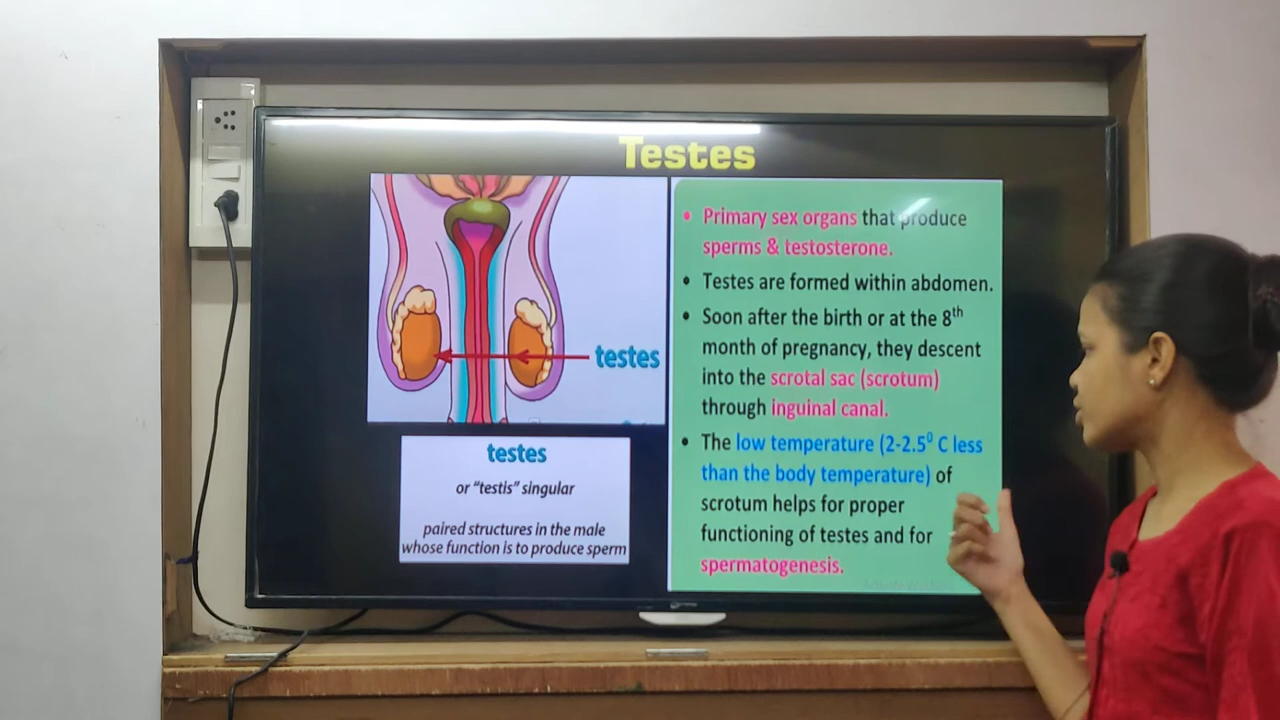 Testes
testes
testes
or “testis” singular
paired structures in the male
whose function is to produce sperm
• Primary sex organs that produce
sperms & testosterone.
• Testes are formed within abdomen.
• Soon after the birth or at the 8th
month of pregnancy, they descent
into the scrotal sac (scrotum)
through inguinal canal.
• The low temperature (2-2.5⁰ C less
than the body temperature) of
scrotum helps for proper
functioning of testes and for
spermatogenesis.